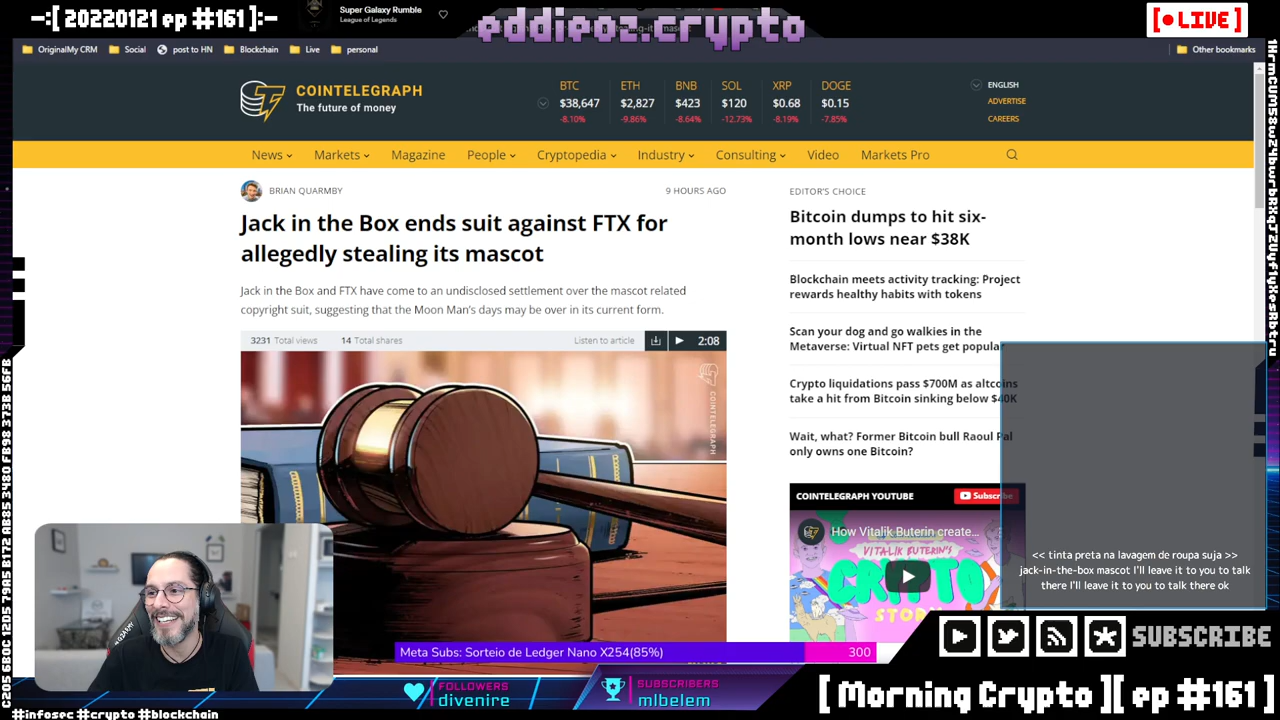 -:[ 20220121 ep #161 ]:-
Super Galaxy Rumble
League of Legends
eddieoz.crypto
[ LIVE ]
OriginalMy CRM
Social
post to HN
Blockchain
Live
personal
Other bookmarks
COINTELEGRAPH
The future of money
BTC ETH BNB SOL XRP DOGE
$38,647 $2,827 $423 $120 $0.68 $0.15
-8.10% -9.86% -8.64% -12.73% -8.19% -7.85%
ENGLISH
ADVERTISE
CAREERS
News Markets Magazine People Cryptopedia Industry Consulting Video Markets Pro
BRIAN QUARMBY
9 HOURS AGO
Jack in the Box ends suit against FTX for
allegedly stealing its mascot
Jack in the Box and FTX have come to an undisclosed settlement over the mascot related
copyright suit, suggesting that the Moon Man's days may be over in its current form.
3231 Total views 14 Total shares
Listen to article
2:08
COINTELEGRAPH
EDITOR'S CHOICE
Bitcoin dumps to hit six-
month lows near $38K
Blockchain meets activity tracking: Project
rewards healthy habits with tokens
Scan your dog and go walkies in the
Metaverse: Virtual NFT pets get popula
Crypto liquidations pass $700M as altcoins
take a hit from Bitcoin sinking below $40K
Wait, what? Former Bitcoin bull Raoul Pal
only owns one Bitcoin?
COINTELEGRAPH YOUTUBE
Subscribe
How Vitalik Buterin create...
VITALIK BUTERIN'S
CRYPTO
STORY
<< tinta preta na lavagem de roupa suja >>
jack-in-the-box mascot I'll leave it to you to talk
there I'll leave it to you to talk there ok
SUBSCRIBE
Meta Subs: Sorteio de Ledger Nano X254(85%)
300
FOLLOWERS
divenire
SUBSCRIBERS
mlbelem
[ Morning Crypto ][ ep #161 ]
#infosec #crypto #blockchain